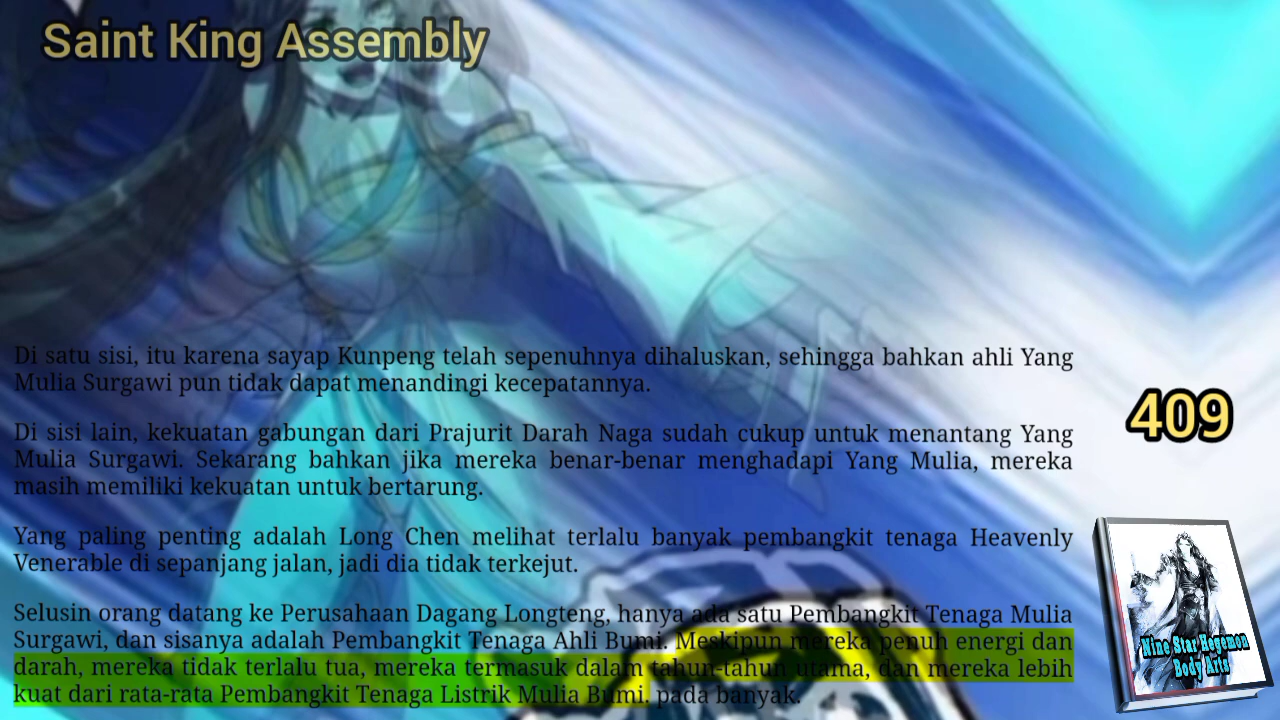 Saint King Assembly
Di satu sisi, itu karena sayap Kunpeng telah sepenuhnya dihaluskan, sehingga bahkan ahli Yang
Mulia Surgawi pun tidak dapat menandingi kecepatannya.
Di sisi lain, kekuatan gabungan dari Prajurit Darah Naga sudah cukup untuk menantang Yang
Mulia Surgawi. Sekarang bahkan jika mereka benar-benar menghadapi Yang Mulia, mereka
masih memiliki kekuatan untuk bertarung.
Yang paling penting adalah Long Chen melihat terlalu banyak pembangkit tenaga Heavenly
Venerable di sepanjang jalan, jadi dia tidak terkejut.
Selusin orang datang ke Perusahaan Dagang Longteng, hanya ada satu Pembangkit Tenaga Mulia
Surgawi, dan sisanya adalah Pembangkit Tenaga Ahli Bumi. Meskipun mereka penuh energi dan
darah, mereka tidak terlalu tua, mereka termasuk dalam tahun-tahun utama, dan mereka lebih
kuat dari rata-rata Pembangkit Tenaga Listrik Mulia Bumi. pada banyak.
409
Nine Star Hegemon
Body Arts